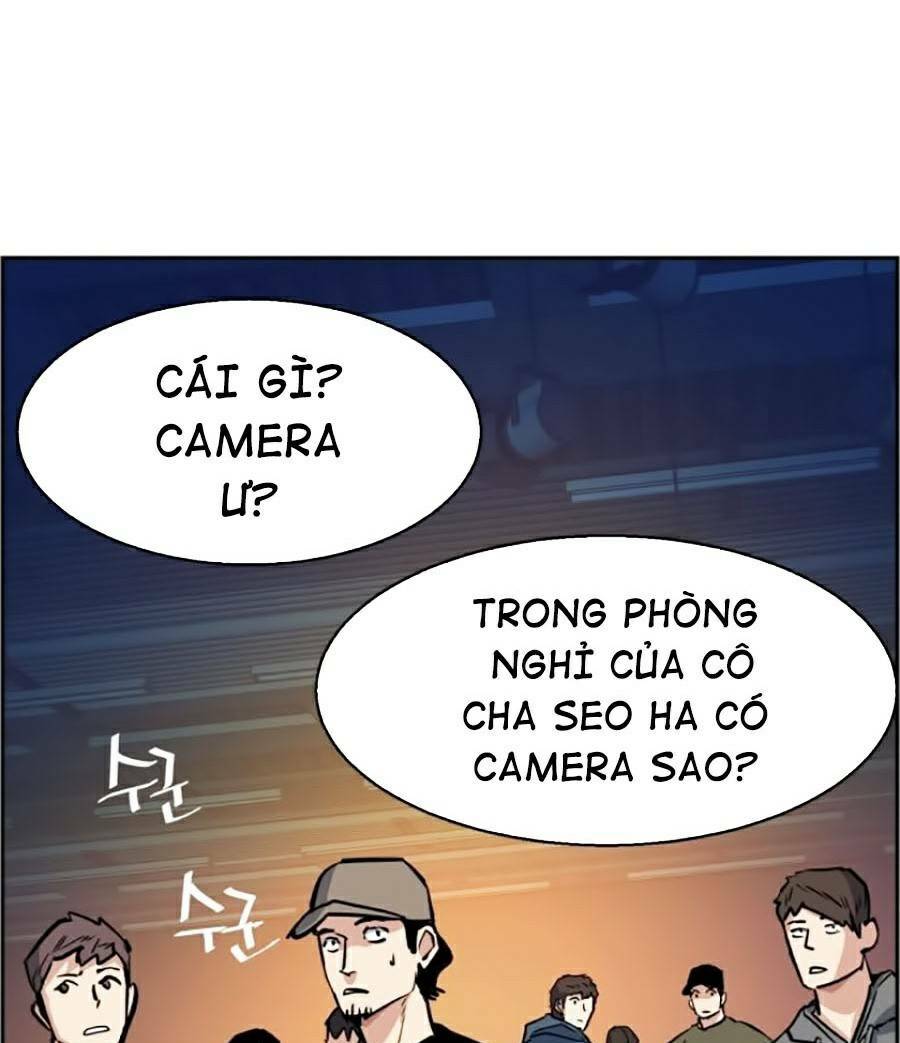 CÁI GÌ?
CAMERA
Ư?
TRONG PHÒNG
NGHỈ CỦA CÔ
CHA SEO HA CÓ
CAMERA SAO?
수군
수군